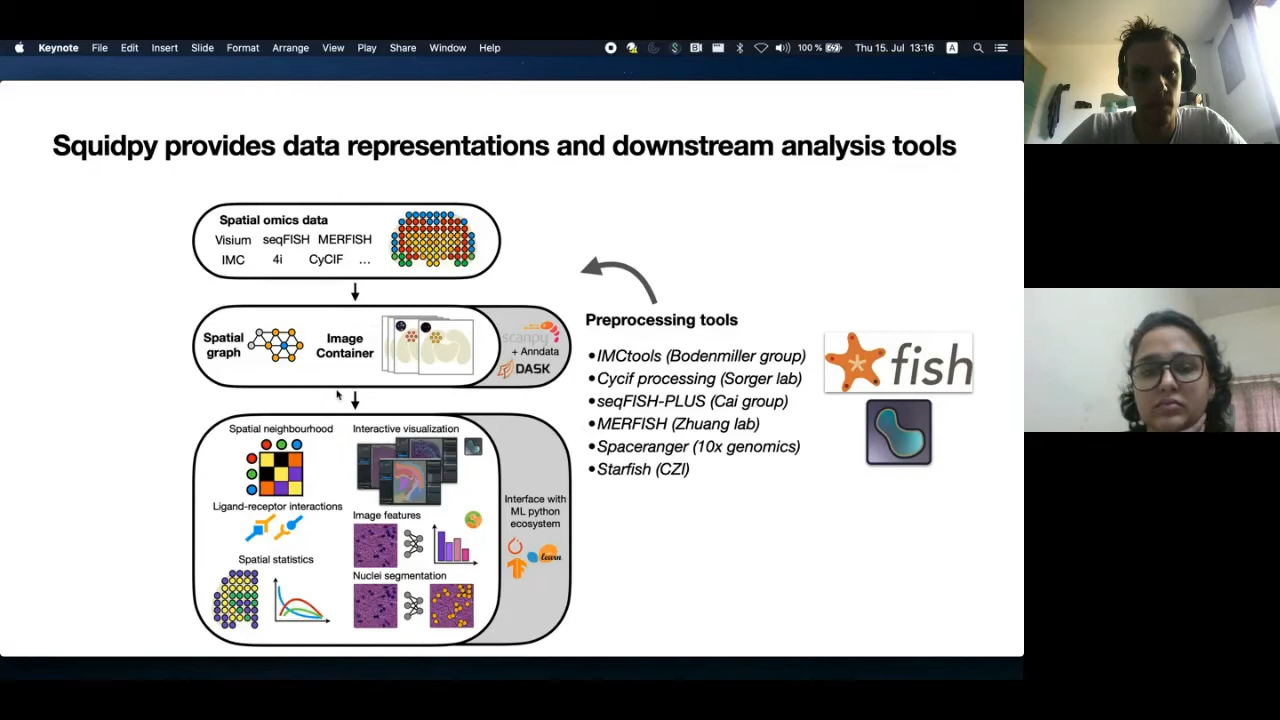 Keynote File Edit Insert Slide Format Arrange View Play Share Window Help
100 % Thu 15. Jul 13:16 A
Squidpy provides data representations and downstream analysis tools
Spatial omics data
Visium seqFISH MERFISH
IMC 4i CyCIF ...
Spatial
graph
Image
Container
scanpy
+ Anndata
DASK
Spatial neighbourhood
Ligand-receptor interactions
Spatial statistics
Interactive visualization
Image features
Nuclei segmentation
Interface with
ML python
ecosystem
learn
Preprocessing tools
•IMCtools (Bodenmiller group)
•Cycif processing (Sorger lab)
•seqFISH-PLUS (Cai group)
•MERFISH (Zhuang lab)
•Spaceranger (10x genomics)
•Starfish (CZI)
fish